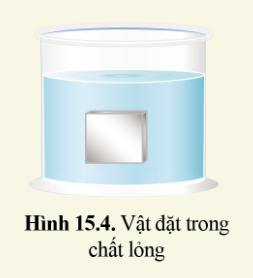 Hình 15.4. Vật đặt trong
chất lỏng